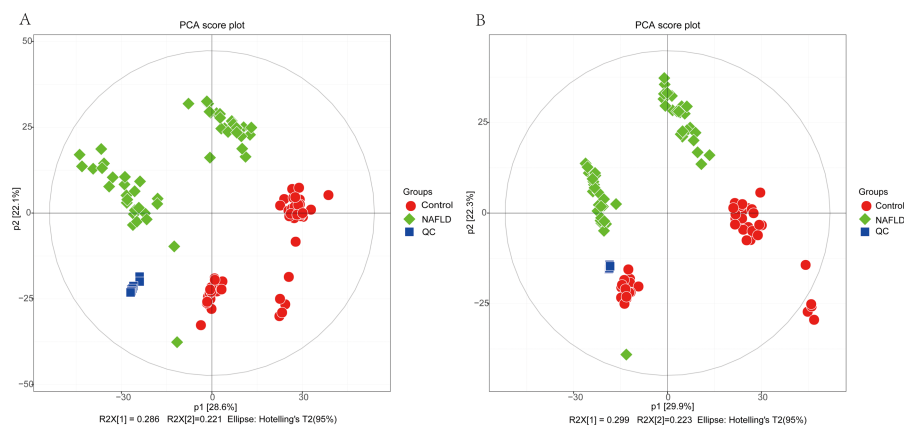 A
PCA score plot
p2 [22.1%]
50
25
0
−25
−50
−30
0
30
p1 [28.6%]
R2X[1] = 0.286 R2X[2]=0.221 Ellipse: Hotelling's T2(95%)
Groups
Control
NAFLD
QC
B
PCA score plot
p2 [22.3%]
25
0
−25
−30
0
30
p1 [29.9%]
R2X[1] = 0.299 R2X[2]=0.223 Ellipse: Hotelling's T2(95%)
Groups
Control
NAFLD
QC